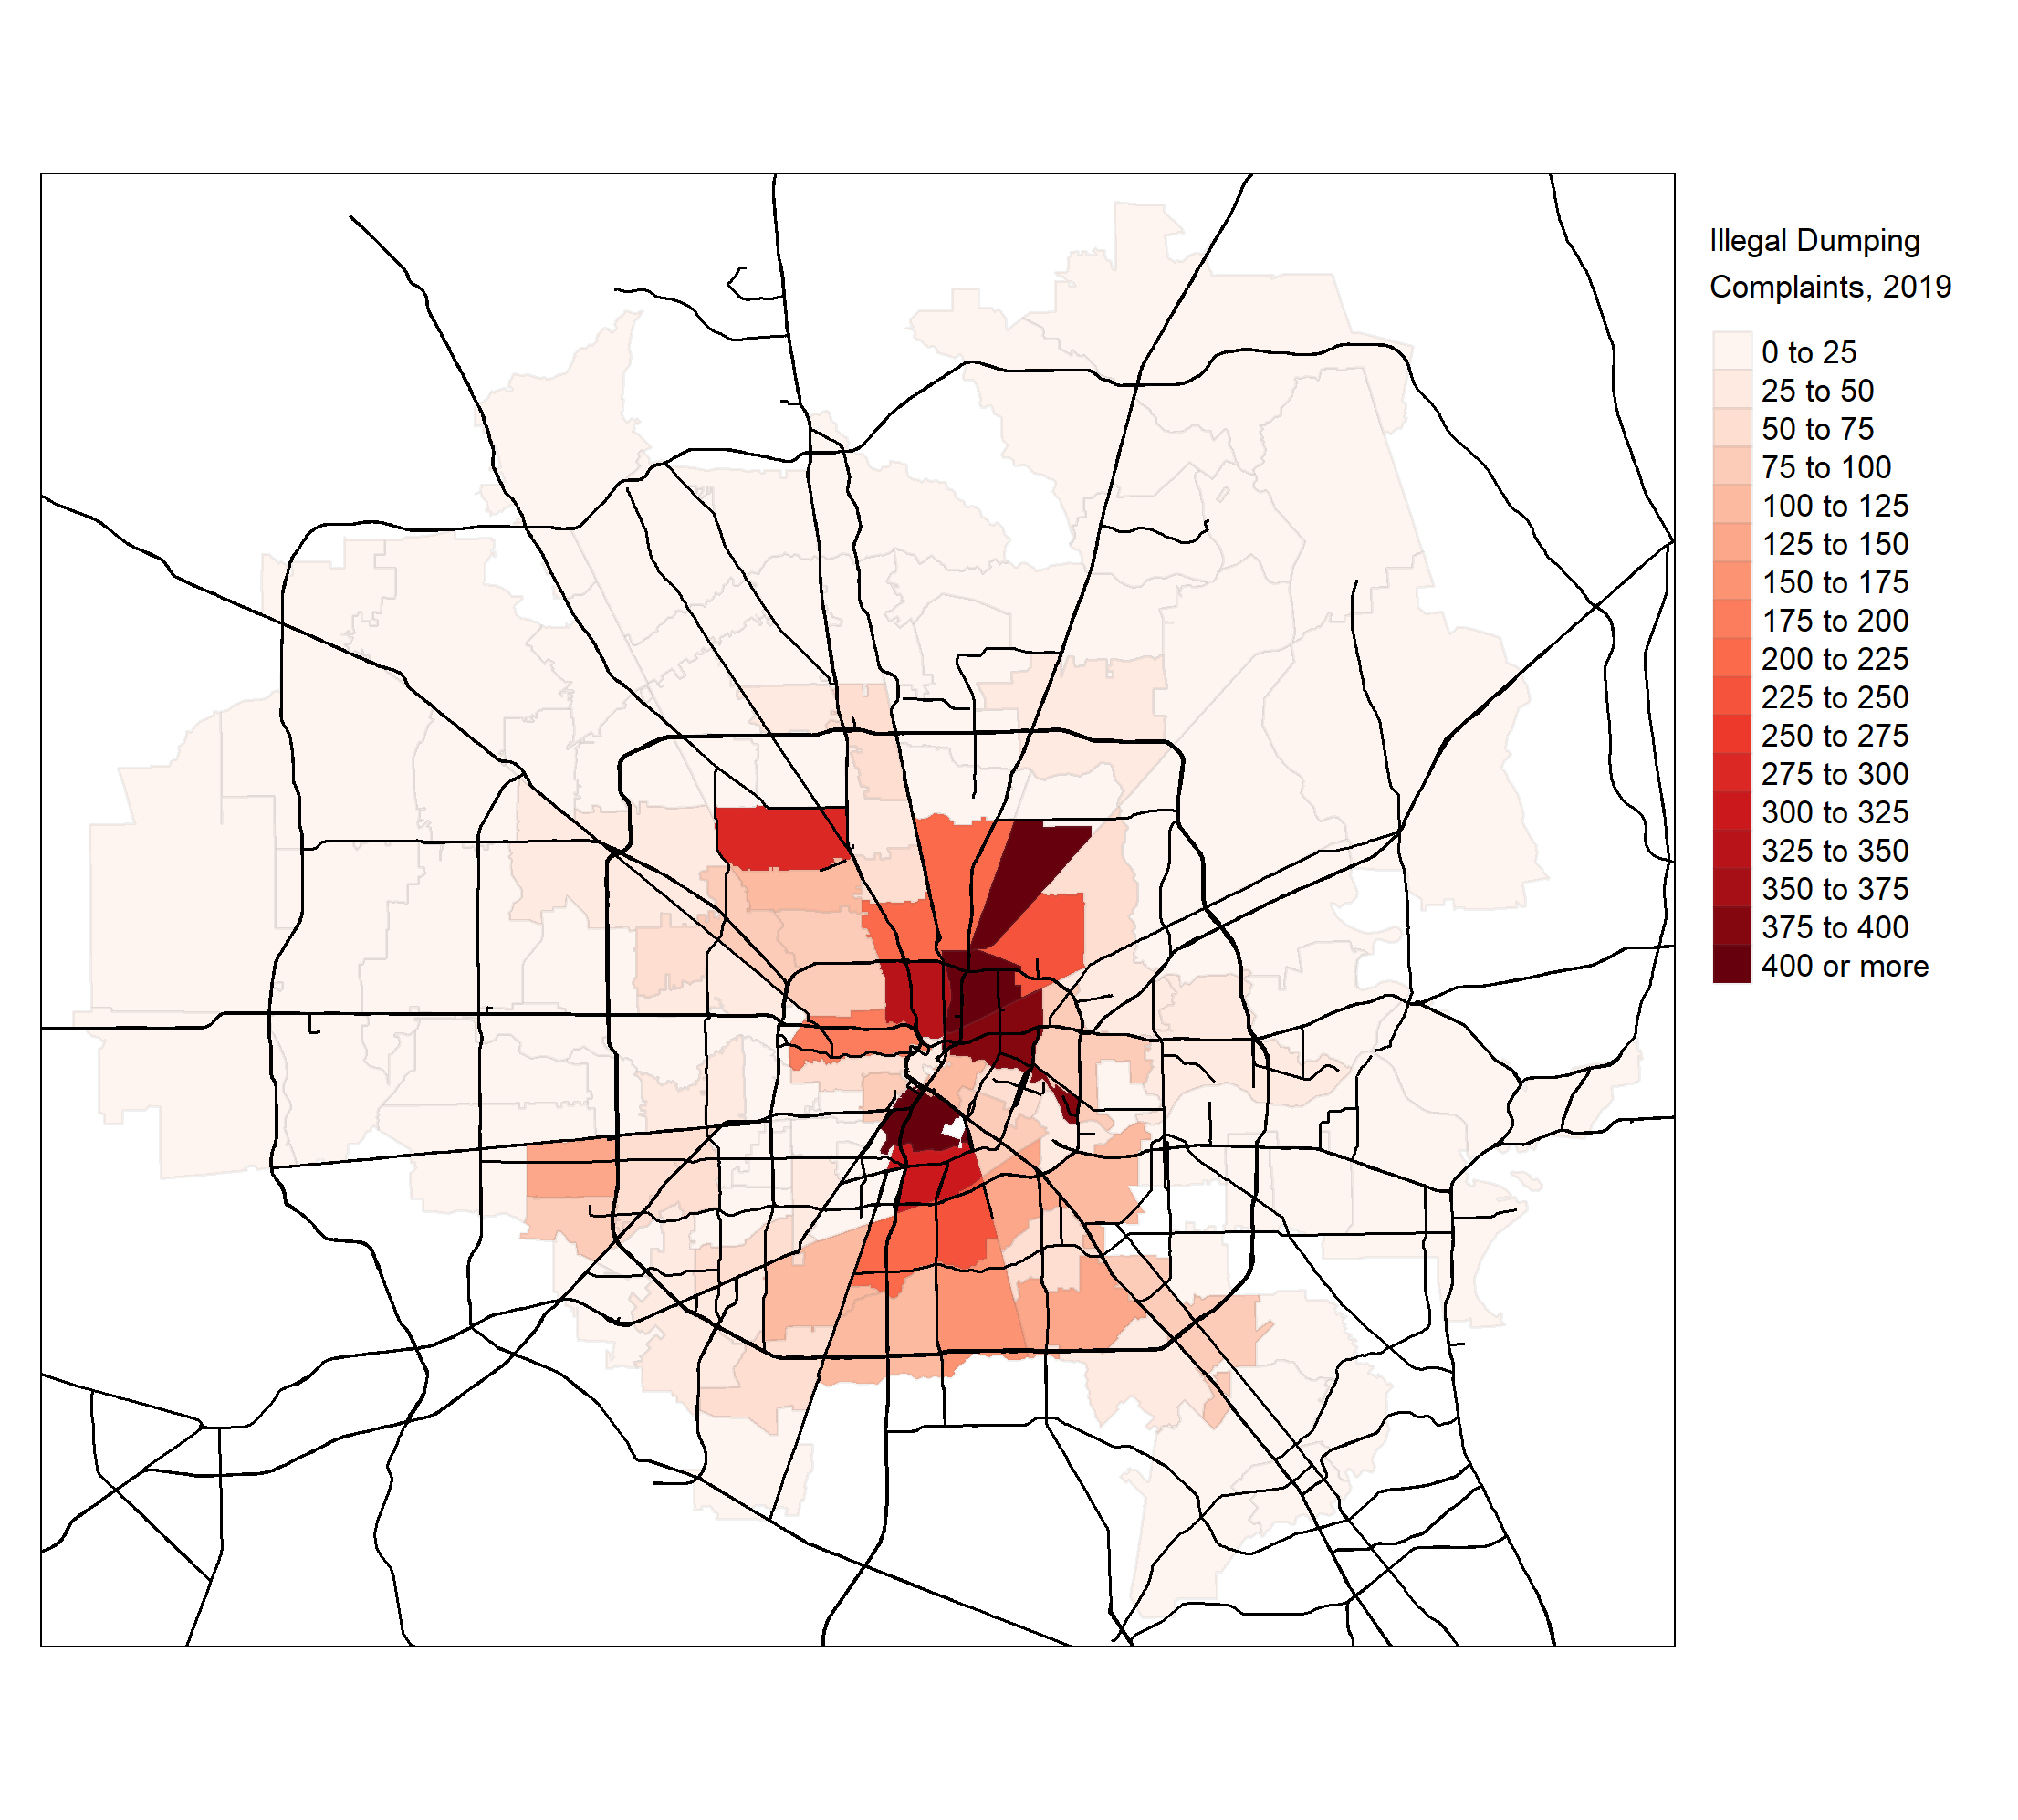 Illegal Dumping
Complaints, 2019
0 to 25
25 to 50
50 to 75
75 to 100
100 to 125
125 to 150
150 to 175
175 to 200
200 to 225
225 to 250
250 to 275
275 to 300
300 to 325
325 to 350
350 to 375
375 to 400
400 or more